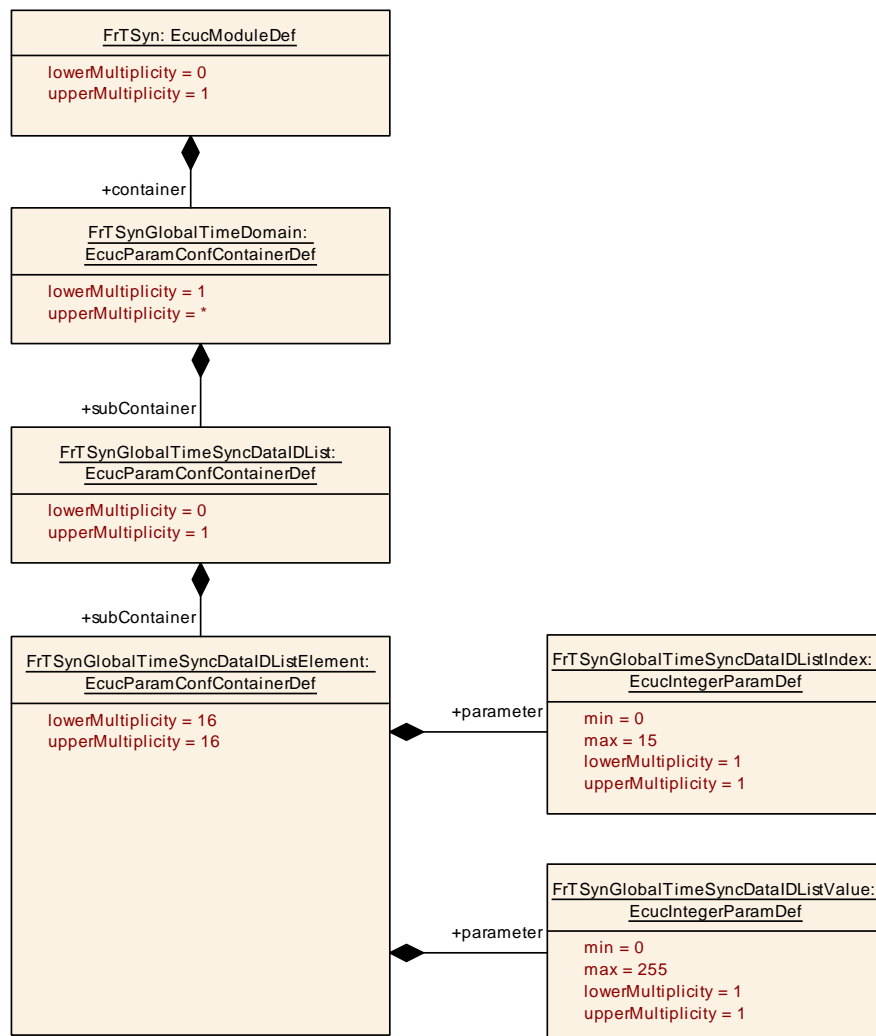 FrTSyn: EcucModuleDef
lowerMultiplicity = 0
upperMultiplicity = 1
+container
FrTSynGlobalTimeDomain:
EcucParamConfContainerDef
lowerMultiplicity = 1
upperMultiplicity = *
+subContainer
FrTSynGlobalTimeSyncDataIDList:
EcucParamConfContainerDef
lowerMultiplicity = 0
upperMultiplicity = 1
+subContainer
FrTSynGlobalTimeSyncDataIDListElement:
EcucParamConfContainerDef
lowerMultiplicity = 16
upperMultiplicity = 16
+parameter
FrTSynGlobalTimeSyncDataIDListIndex:
EcucIntegerParamDef
min = 0
max = 15
lowerMultiplicity = 1
upperMultiplicity = 1
+parameter
FrTSynGlobalTimeSyncDataIDListValue:
EcucIntegerParamDef
min = 0
max = 255
lowerMultiplicity = 1
upperMultiplicity = 1